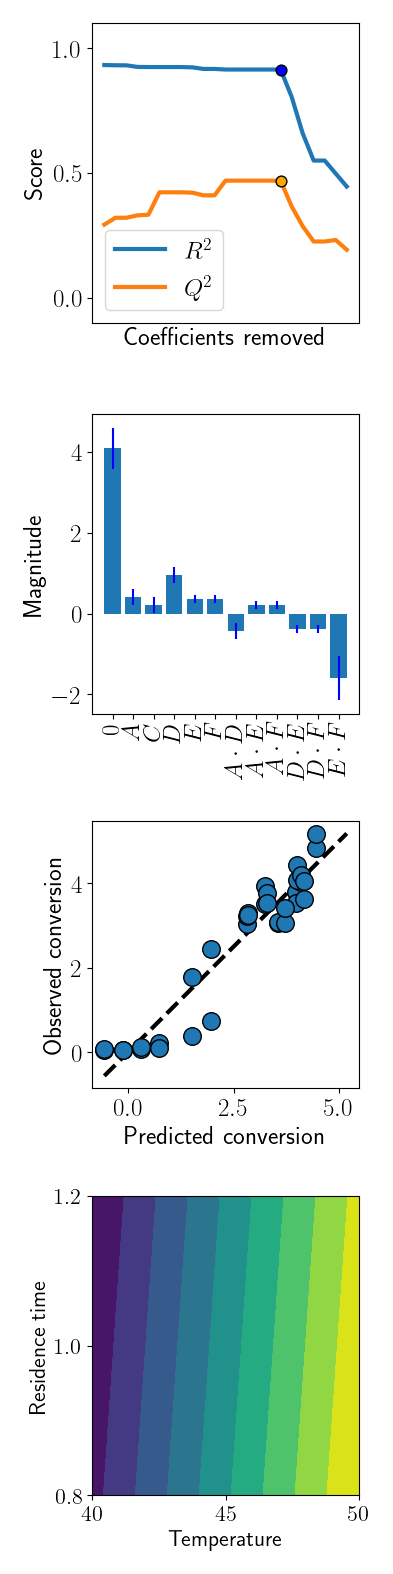 1.0
0.5
0.0
Score
R²
Q²
Coefficients removed
4
2
0
−2
Magnitude
0
A
C
D
E
F
A · D
A · E
A · F
D · E
D · F
E · F
4
2
0
Observed conversion
0.0 2.5 5.0
Predicted conversion
1.2
1.0
0.8
Residence time
40 45 50
Temperature